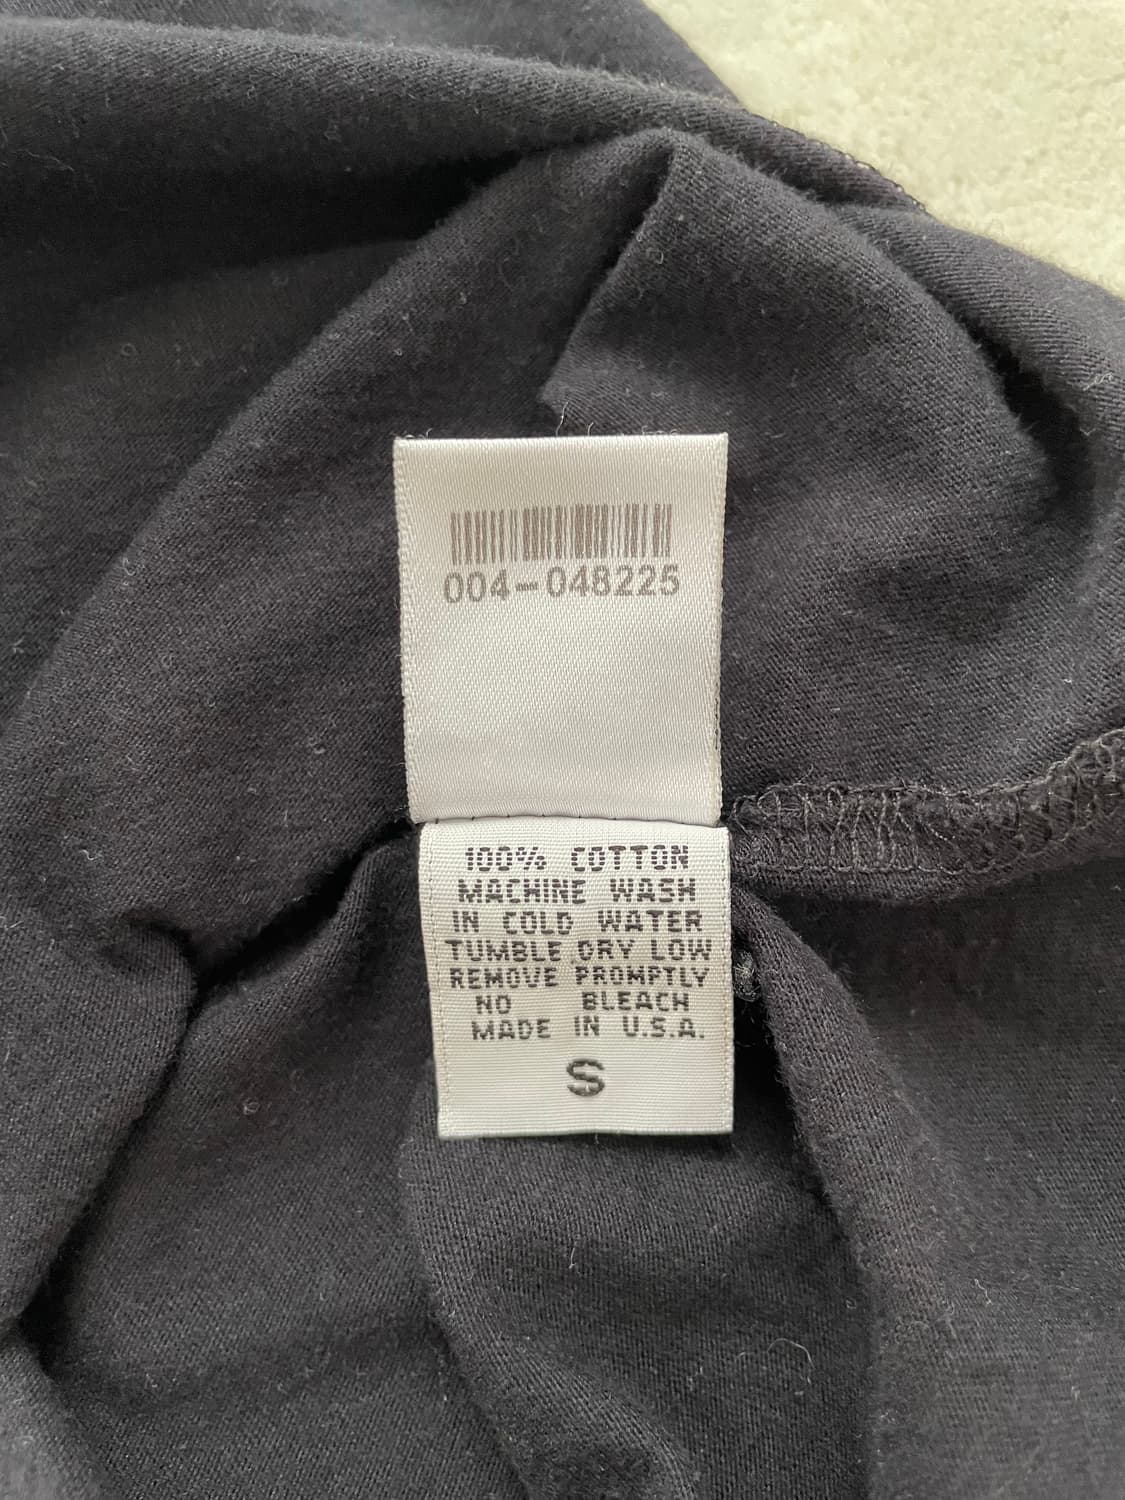 004-048225
100% COTTON
MACHINE WASH
IN COLD WATER
TUMBLE DRY LOW
REMOVE PROMPTLY
NO BLEACH
MADE IN U.S.A.
S